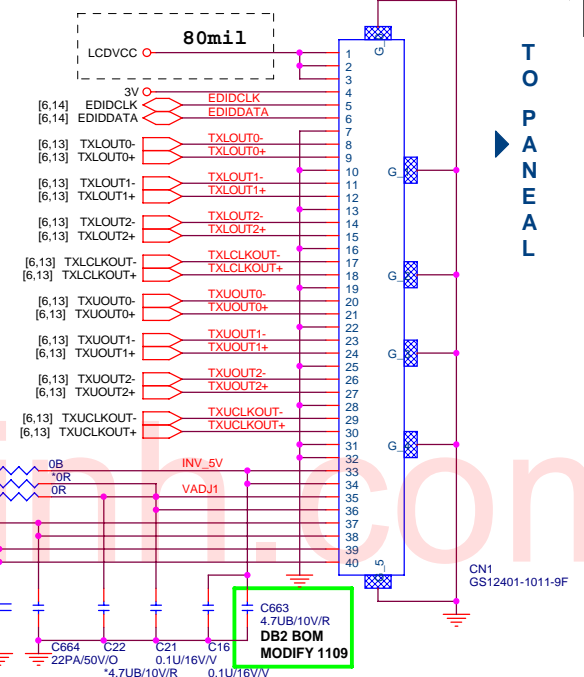 80mil
LCDVCC
3V
[6,14] EDIDCLK EDIDCLK
[6,14] EDIDDATA EDIDDATA
[6,13] TXLOUT0- TXLOUT0-
[6,13] TXLOUT0+ TXLOUT0+
[6,13] TXLOUT1- TXLOUT1-
[6,13] TXLOUT1+ TXLOUT1+
[6,13] TXLOUT2- TXLOUT2-
[6,13] TXLOUT2+ TXLOUT2+
[6,13] TXLCLKOUT- TXLCLKOUT-
[6,13] TXLCLKOUT+ TXLCLKOUT+
[6,13] TXUOUT0- TXUOUT0-
[6,13] TXUOUT0+ TXUOUT0+
[6,13] TXUOUT1- TXUOUT1-
[6,13] TXUOUT1+ TXUOUT1+
[6,13] TXUOUT2- TXUOUT2-
[6,13] TXUOUT2+ TXUOUT2+
[6,13] TXUCLKOUT- TXUCLKOUT-
[6,13] TXUCLKOUT+ TXUCLKOUT+
0B
*0R
0R
INV_5V
VADJ1
1
2
3
4
5
6
7
8
9
10
11
12
13
14
15
16
17
18
19
20
21
22
23
24
25
26
27
28
29
30
31
32
33
34
35
36
37
38
39
40
G_
G_
G_
G_
G_
_5
TO PANEAL
CN1
GS12401-1011-9F
C663
4.7UB/10V/R
DB2 BOM
MODIFY 1109
C664
22PA/50V/O
C22
*4.7UB/10V/R
C21
0.1U/16V/V
C16
0.1U/16V/V
inh.com